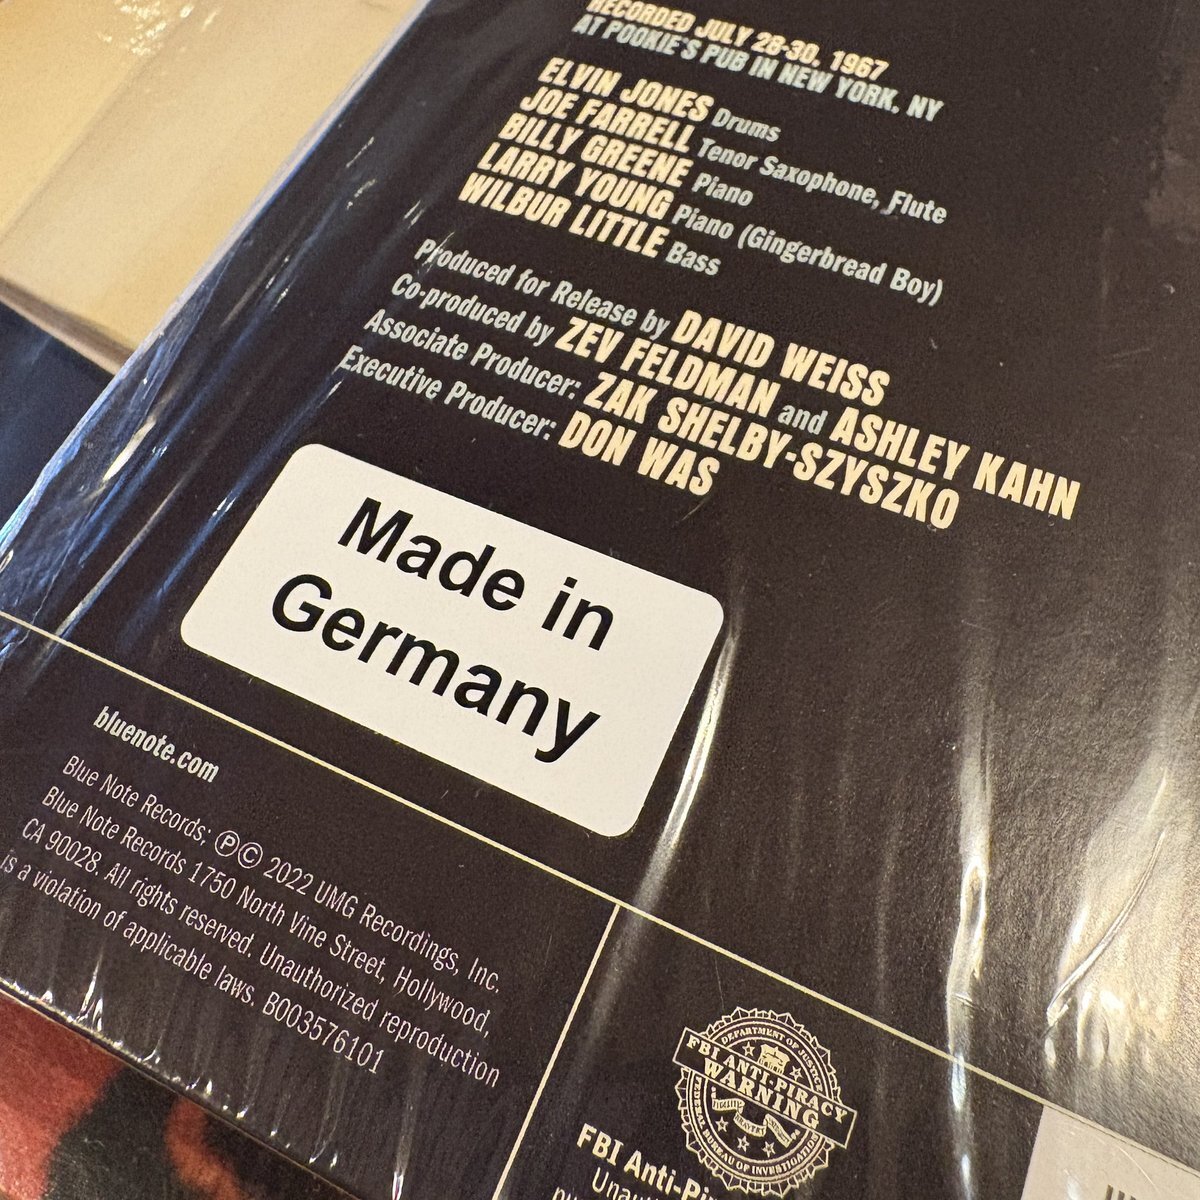 RECORDED JULY 28-30, 1967
AT POOKIE'S PUB IN NEW YORK, NY
ELVIN JONES Drums
JOE FARRELL Tenor Saxophone, Flute
BILLY GREENE Piano
LARRY YOUNG Piano (Gingerbread Boy)
WILBUR LITTLE Bass
Produced for Release by DAVID WEISS
Co-produced by ZEV FELDMAN and ASHLEY KAHN
Associate Producer: ZAK SHELBY-SZYSZKO
Executive Producer: DON WAS
Made in
Germany
bluenote.com
Blue Note Records; ℗© 2022 UMG Recordings, Inc.
Blue Note Records 1750 North Vine Street, Hollywood,
CA 90028. All rights reserved. Unauthorized reproduction
is a violation of applicable laws. B003576101
DEPARTMENT OF JUSTICE
FBI ANTI-PIRACY
WARNING
FIDELITY BRAVERY INTEGRITY
FEDERAL BUREAU OF INVESTIGATION
FBI